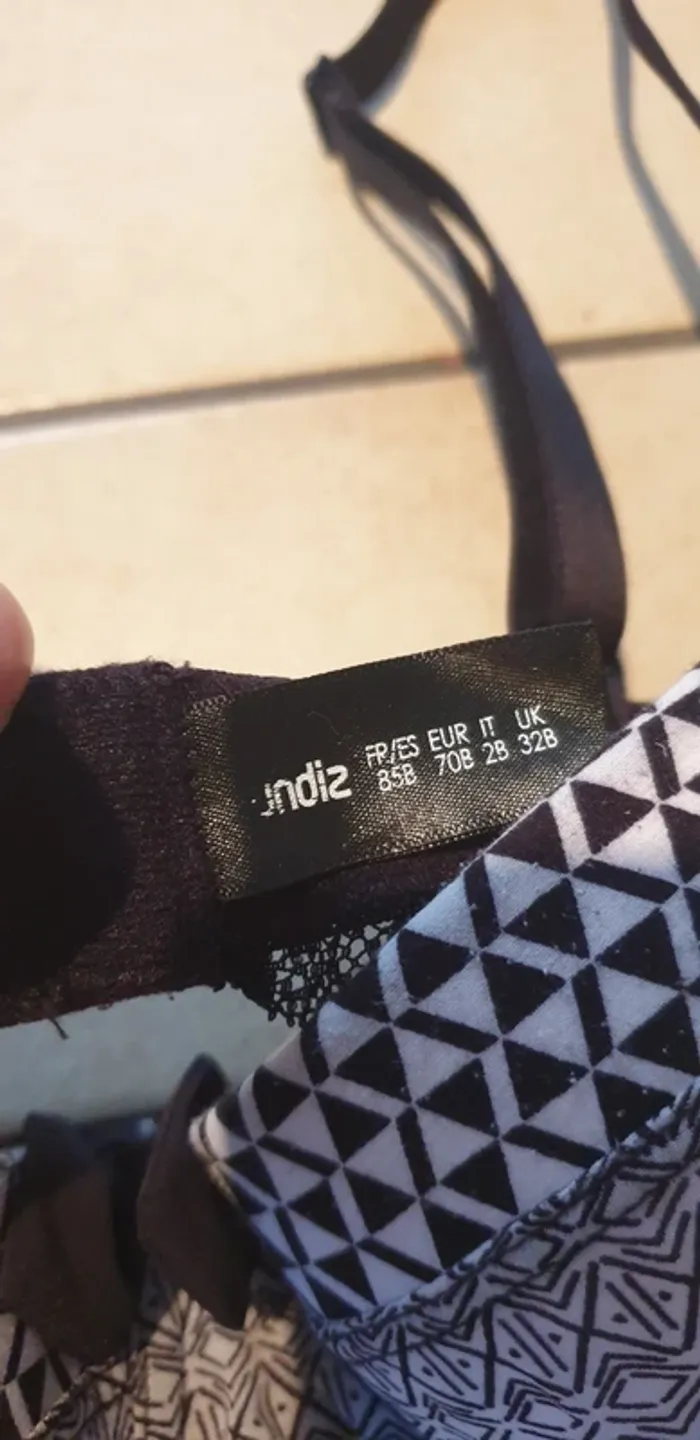 undiz
FR/ES EUR IT UK
85B 70B 2B 32B